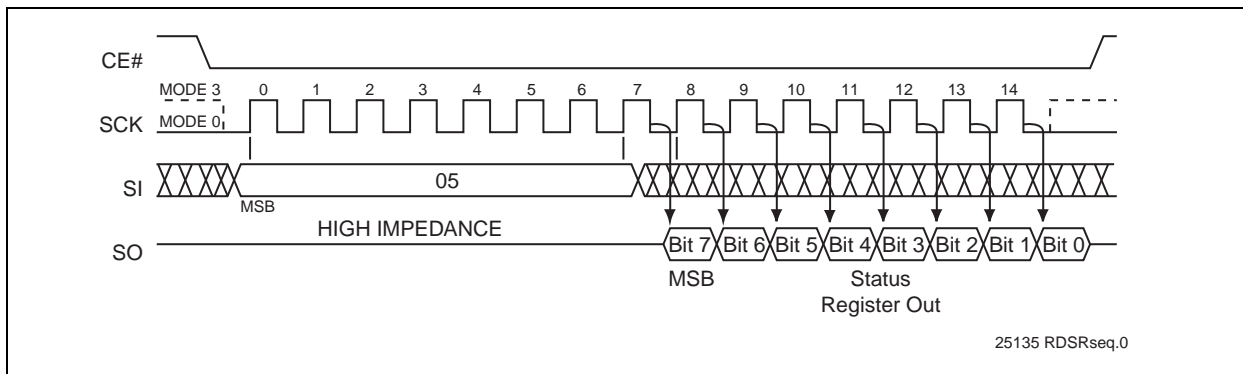 CE#
MODE 3 0 1 2 3 4 5 6 7 8 9 10 11 12 13 14
SCK MODE 0
SI 05
MSB
HIGH IMPEDANCE
SO Bit 7 Bit 6 Bit 5 Bit 4 Bit 3 Bit 2 Bit 1 Bit 0
MSB Status
Register Out
25135 RDSRseq.0